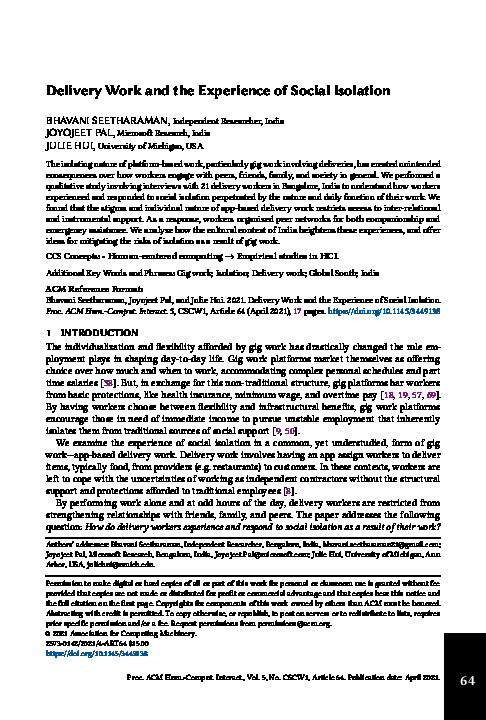 Delivery Work and the Experience of Social Isolation
BHAVANI SEETHARAMAN, Independent Researcher, India
JOYOJEET PAL, Microsoft Research, India
JULIE HUI, University of Michigan, USA
The isolating nature of platform-based work, particularly gig work involving deliveries, has created unintended
consequences over how workers engage with peers, friends, family, and society in general. We performed a
qualitative study involving interviews with 21 delivery workers in Bangalore, India to understand how workers
experienced and responded to social isolation perpetrated by the nature and daily function of their work. We
found that the stigma and individual nature of app-based delivery work restricts access to inter-relational
and instrumental support. As a response, workers organized peer networks for both companionship and
emergency assistance. We analyze how the cultural context of India heightens these experiences, and offer
ideas for mitigating the risks of isolation as a result of gig work.
CCS Concepts: • Human-centered computing → Empirical studies in HCI.
Additional Key Words and Phrases: Gig work; Isolation; Delivery work; Global South; India
ACM Reference Format:
Bhavani Seetharaman, Joyojeet Pal, and Julie Hui. 2021. Delivery Work and the Experience of Social Isolation.
Proc. ACM Hum.-Comput. Interact. 5, CSCW1, Article 64 (April 2021), 17 pages. https://doi.org/10.1145/3449138
1 INTRODUCTION
The individualization and flexibility afforded by gig work has drastically changed the role em-
ployment plays in shaping day-to-day life. Gig work platforms market themselves as offering
choice over how much and when to work, accommodating complex personal schedules and part
time salaries [38]. But, in exchange for this non-traditional structure, gig platforms bar workers
from basic protections, like health insurance, minimum wage, and overtime pay [18, 19, 57, 69].
By having workers choose between flexibility and infrastructural benefits, gig work platforms
encourage those in need of immediate income to pursue unstable employment that inherently
isolates them from traditional sources of social support [9, 50].
We examine the experience of social isolation in a common, yet understudied, form of gig
work—app-based delivery work. Delivery work involves having an app assign workers to deliver
items, typically food, from providers (e.g. restaurants) to customers. In these contexts, workers are
left to cope with the uncertainties of working as independent contractors without the structural
support and protections afforded to traditional employees [8].
By performing work alone and at odd hours of the day, delivery workers are restricted from
strengthening relationships with friends, family, and peers. The paper addresses the following
question: How do delivery workers experience and respond to social isolation as a result of their work?
Authors' addresses: Bhavani Seetharaman, Independent Researcher, Bengalore, India,
Joyojeet Pal, Microsoft Research, Bengalore, India, Joyojeet.Pal@microsoft.com; Julie Hui, University of Michigan, Ann
Arbor, USA, juliehui@umich.edu.
Permission to make digital or hard copies of all or part of this work for personal or classroom use is granted without fee
provided that copies are not made or distributed for profit or commercial advantage and that copies bear this notice and
the full citation on the first page. Copyrights for components of this work owned by others than ACM must be honored.
Abstracting with credit is permitted. To copy otherwise, or republish, to post on servers or to redistribute to lists, requires
prior specific permission and/or a fee. Request permissions from permissions@acm.org.
© 2021 Association for Computing Machinery.
2573-0142/2021/4-ART64 $15.00
https://doi.org/10.1145/3449138
Proc. ACM Hum.-Comput. Interact., Vol. 5, No. CSCW1, Article 64. Publication date: April 2021.
64